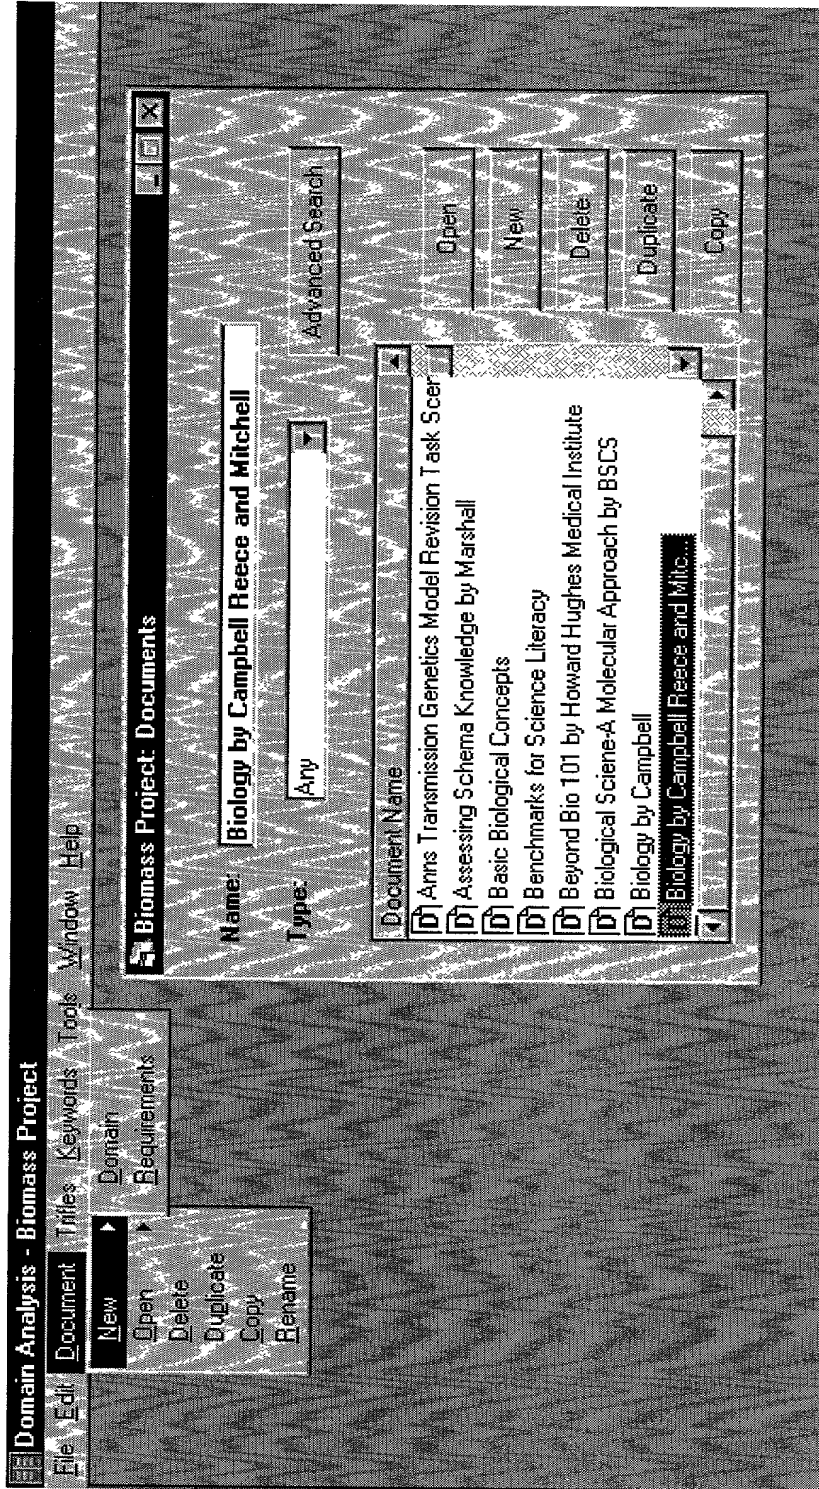 Domain Analysis - Biomass Project
File Edit Document Trifles Keywords Tools Window Help
New
Open
Delete
Duplicate
Copy
Rename
Domain
Requirements
Biomass Project: Documents
Name: Biology by Campbell Reece and Mitchell
Type: Any
Advanced Search
Document Name
Anns Transmission Genetics Model Revision Task Scer
Assessing Schema Knowledge by Marshall
Basic Biological Concepts
Benchmarks for Science Literacy
Beyond Bio 101 by Howard Hughes Medical Institute
Biological Sciene-A Molecular Approach by BSCS
Biology by Campbell
Biology by Campbell Reece and Mitc...
Open
New
Delete
Duplicate
Copy